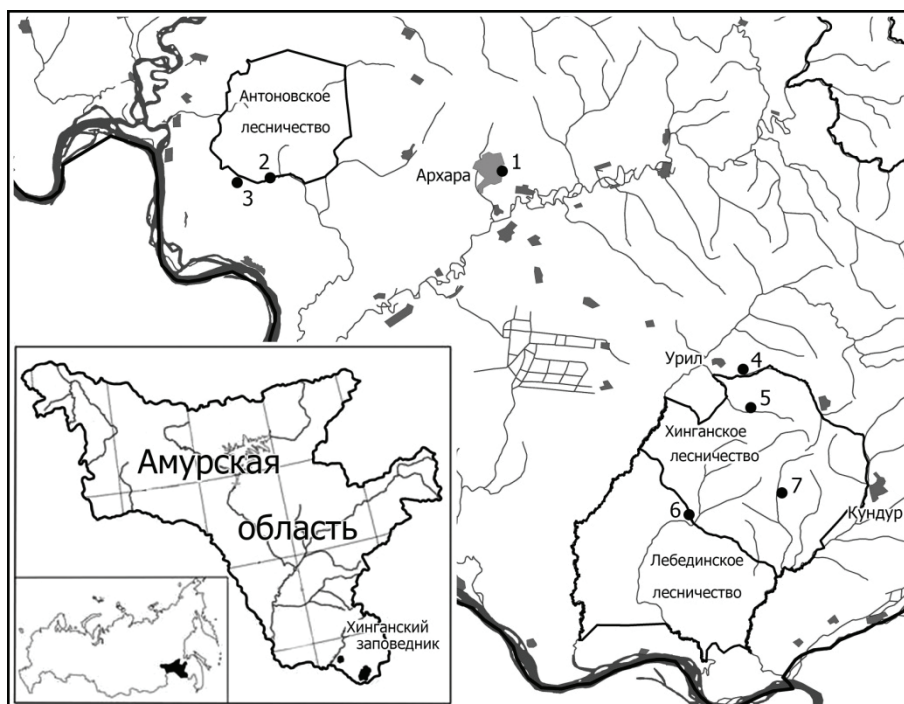 Антоновское
лесничество
2
3
Архара
1
Урил
4
5
Хинганское
лесничество
7
6
Кундур
Лебединское
лесничество
Амурская
область
Хинганский
заповедник